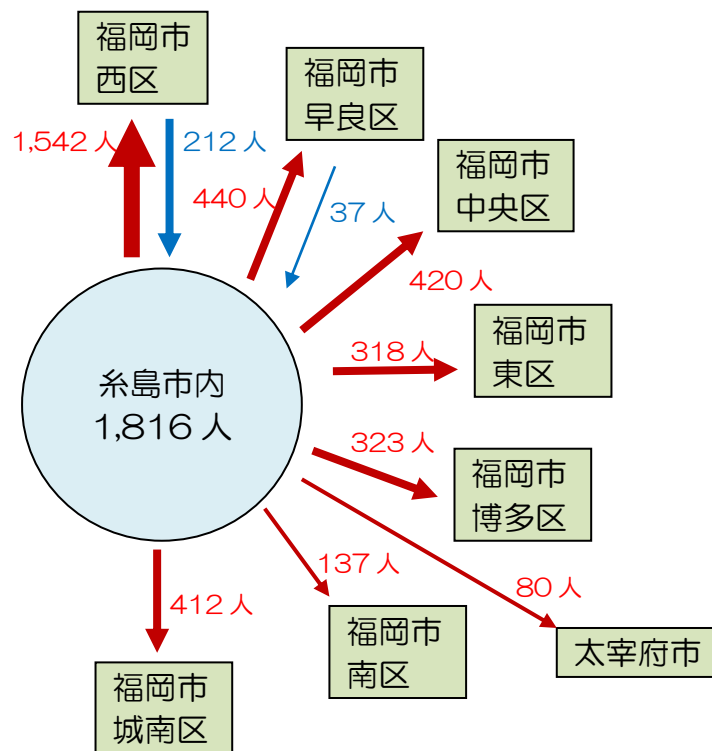 福岡市
西区
1,542 人
212 人
福岡市
早良区
440 人
37 人
福岡市
中央区
420 人
福岡市
東区
318 人
糸島市内
1,816 人
323 人
福岡市
博多区
137 人
80 人
412 人
福岡市
南区
太宰府市
福岡市
城南区